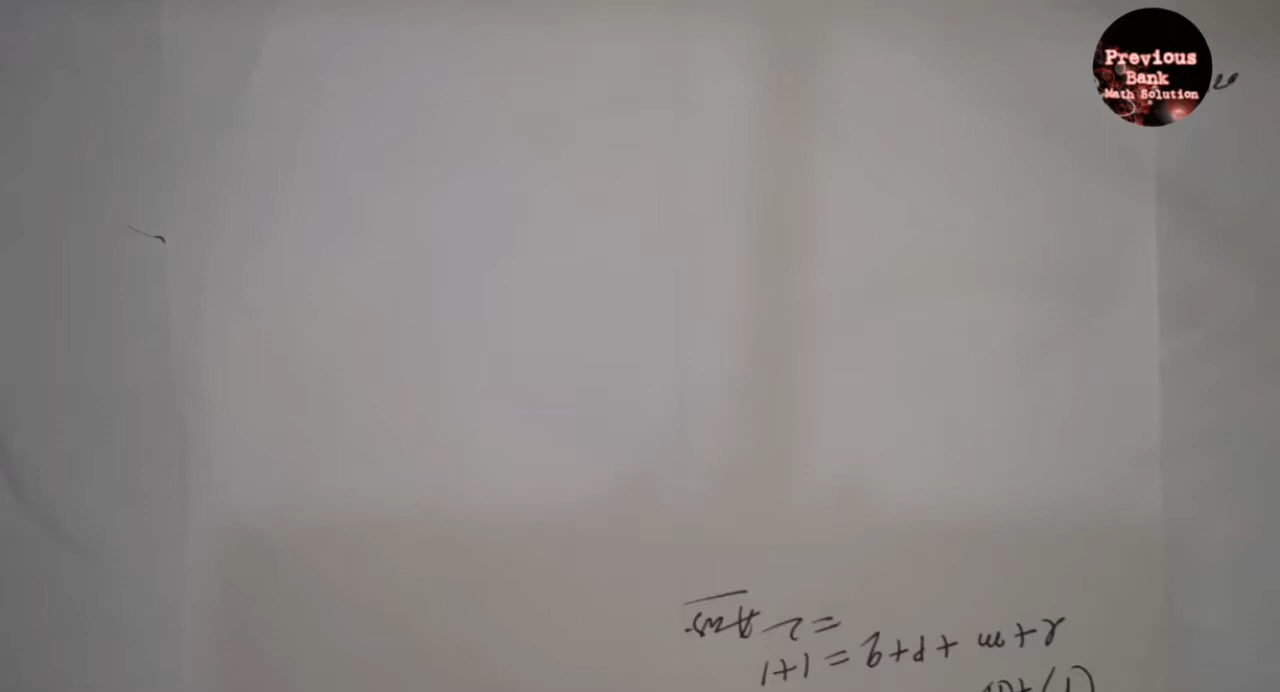 Previous
Bank
Math Solution
r+m+p+q = 1+1
= 2 Ans.